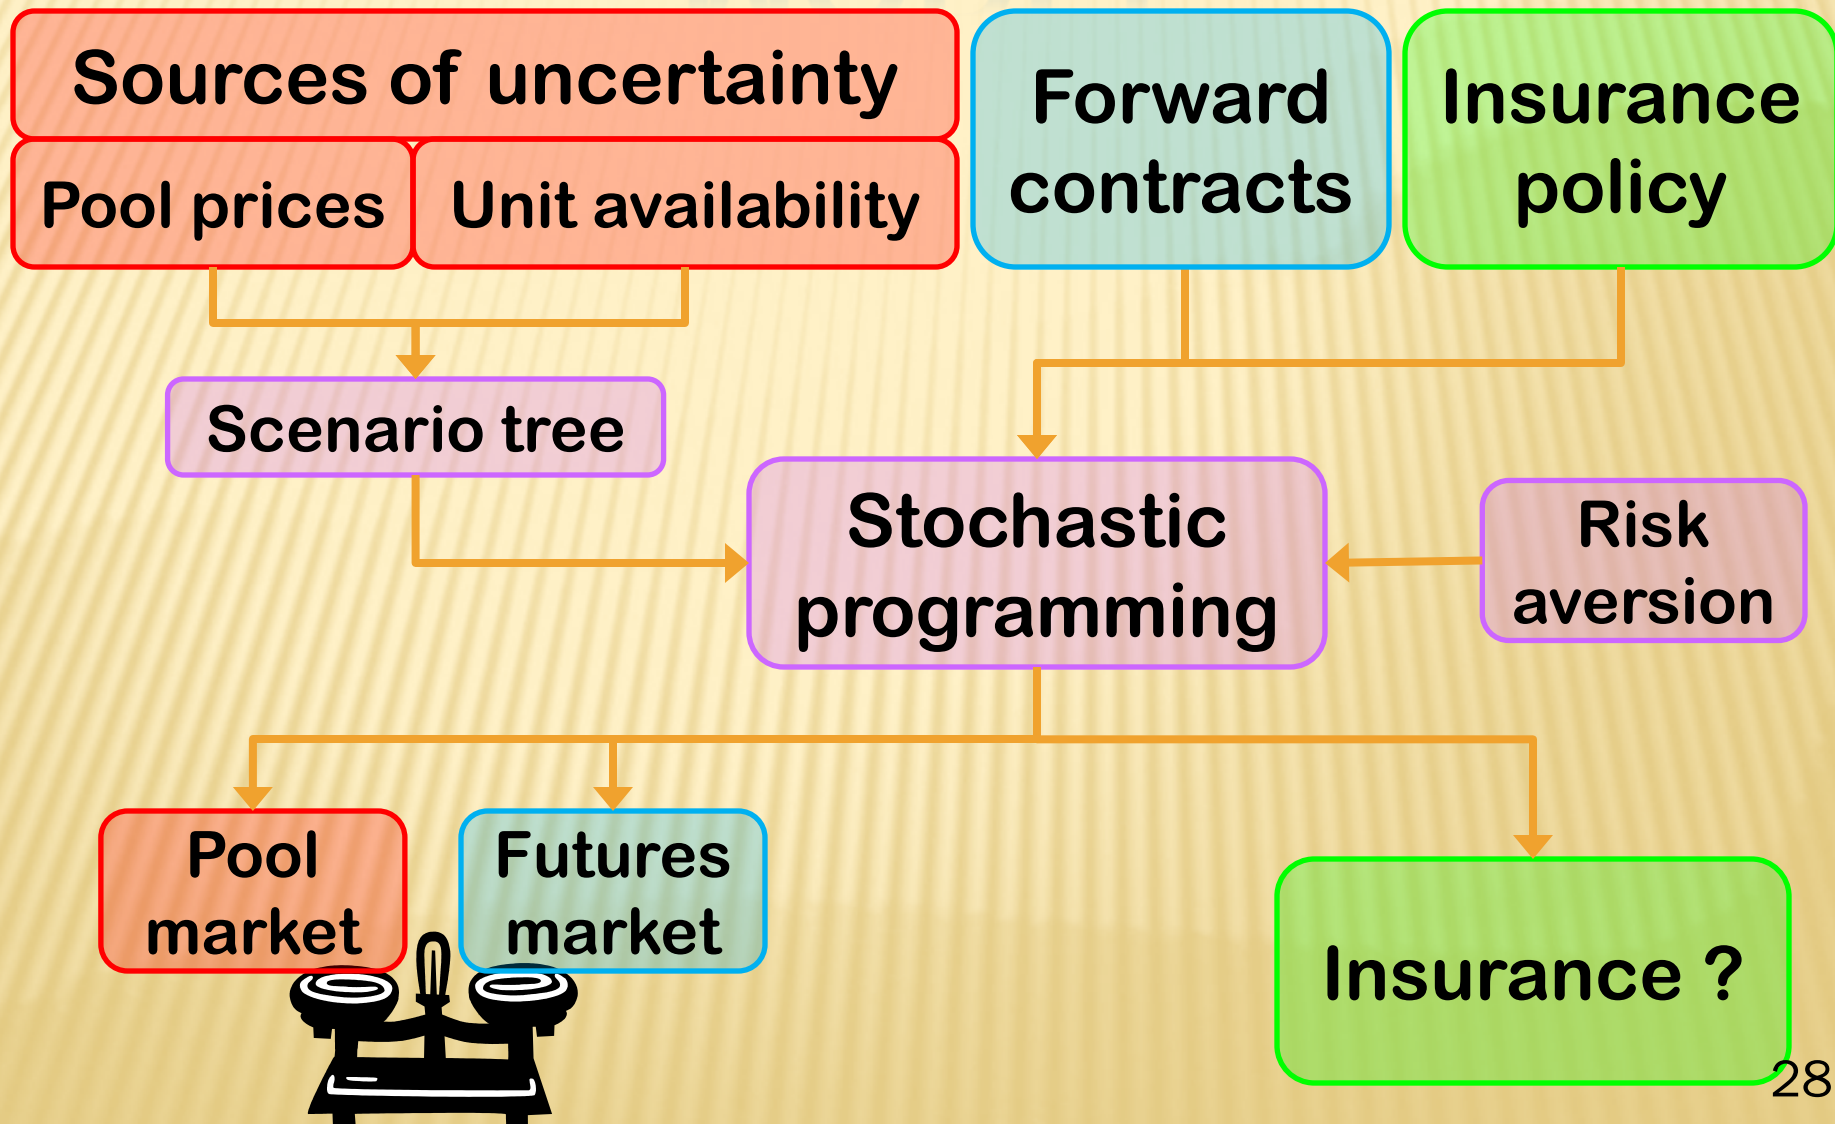 Sources of uncertainty
Pool prices
Unit availability
Forward
contracts
Insurance
policy
Scenario tree
Stochastic
programming
Risk
aversion
Pool
market
Futures
market
Insurance ?
28